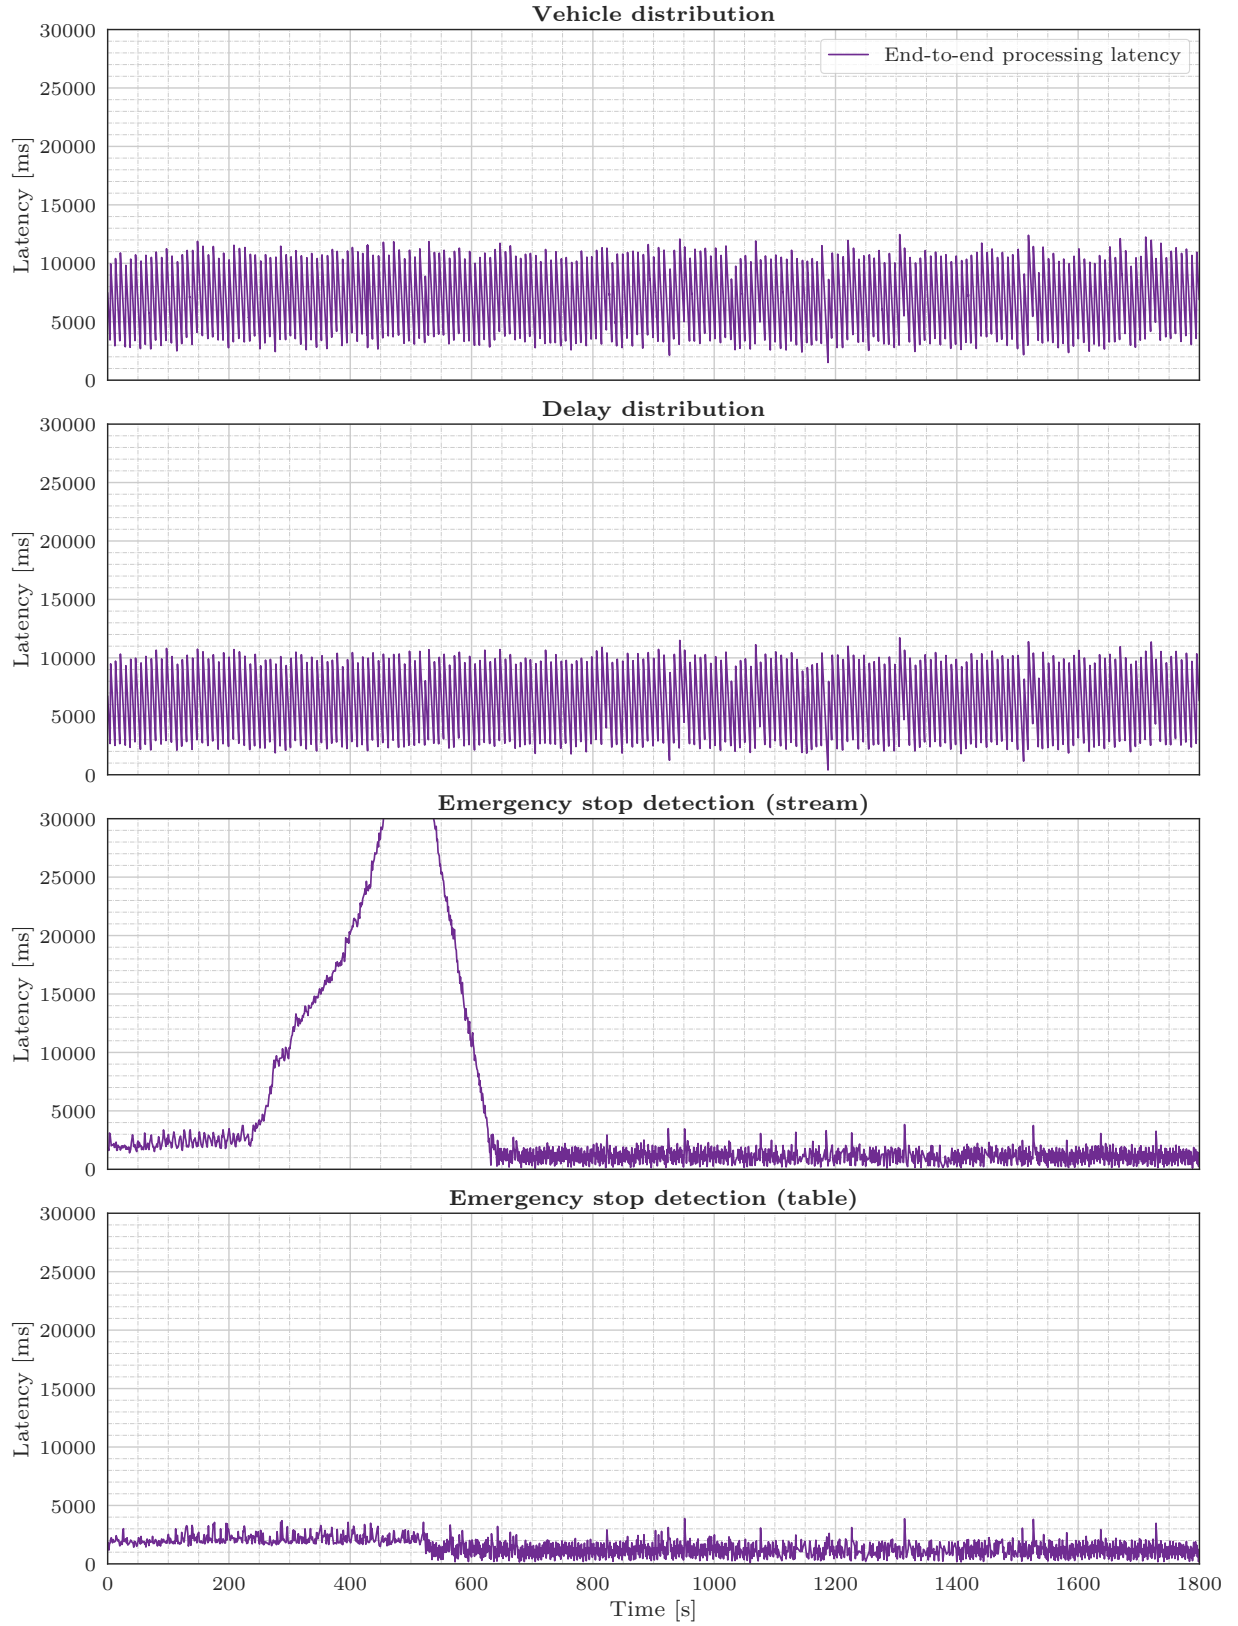 Vehicle distribution
End-to-end processing latency
Latency [ms]
30000
25000
20000
15000
10000
5000
0
Delay distribution
Latency [ms]
30000
25000
20000
15000
10000
5000
0
Emergency stop detection (stream)
Latency [ms]
30000
25000
20000
15000
10000
5000
0
Emergency stop detection (table)
Latency [ms]
30000
25000
20000
15000
10000
5000
0
0 200 400 600 800 1000 1200 1400 1600 1800
Time [s]